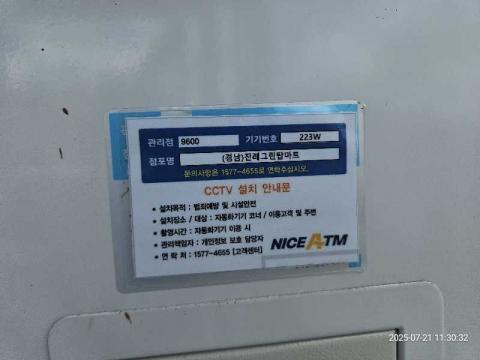 관리점 9600 기기번호 223W
점포명 (경남)진례그린탑마트
문의사항은 1577-4655로 연락주십시오.
CCTV 설치 안내문
• 설치목적 : 범죄예방 및 시설안전
• 설치장소 / 대상 : 자동화기기 코너 / 이용고객 및 주변
• 촬영시간 : 자동화기기 이용 시
• 관리책임자 : 개인정보 보호 담당자
• 연 락 처 : 1577-4655 [고객센터]
NICE ATM
2025-07-21 11:30:32